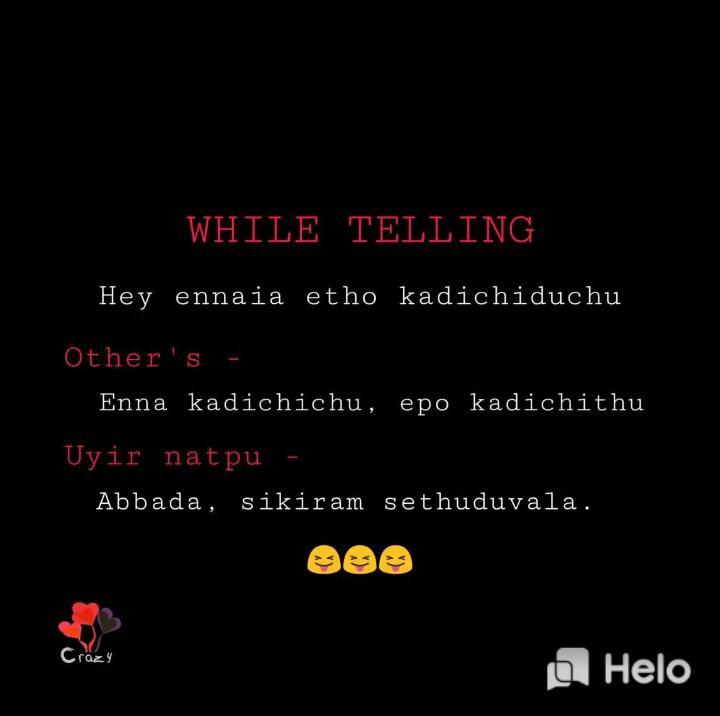 WHILE TELLING
Hey ennaia etho kadichiduchu
Other's -
Enna kadichichu, epo kadichithu
Uyir natpu -
Abbada, sikiram sethuduvala.
😝😝😝
Crazy
Helo